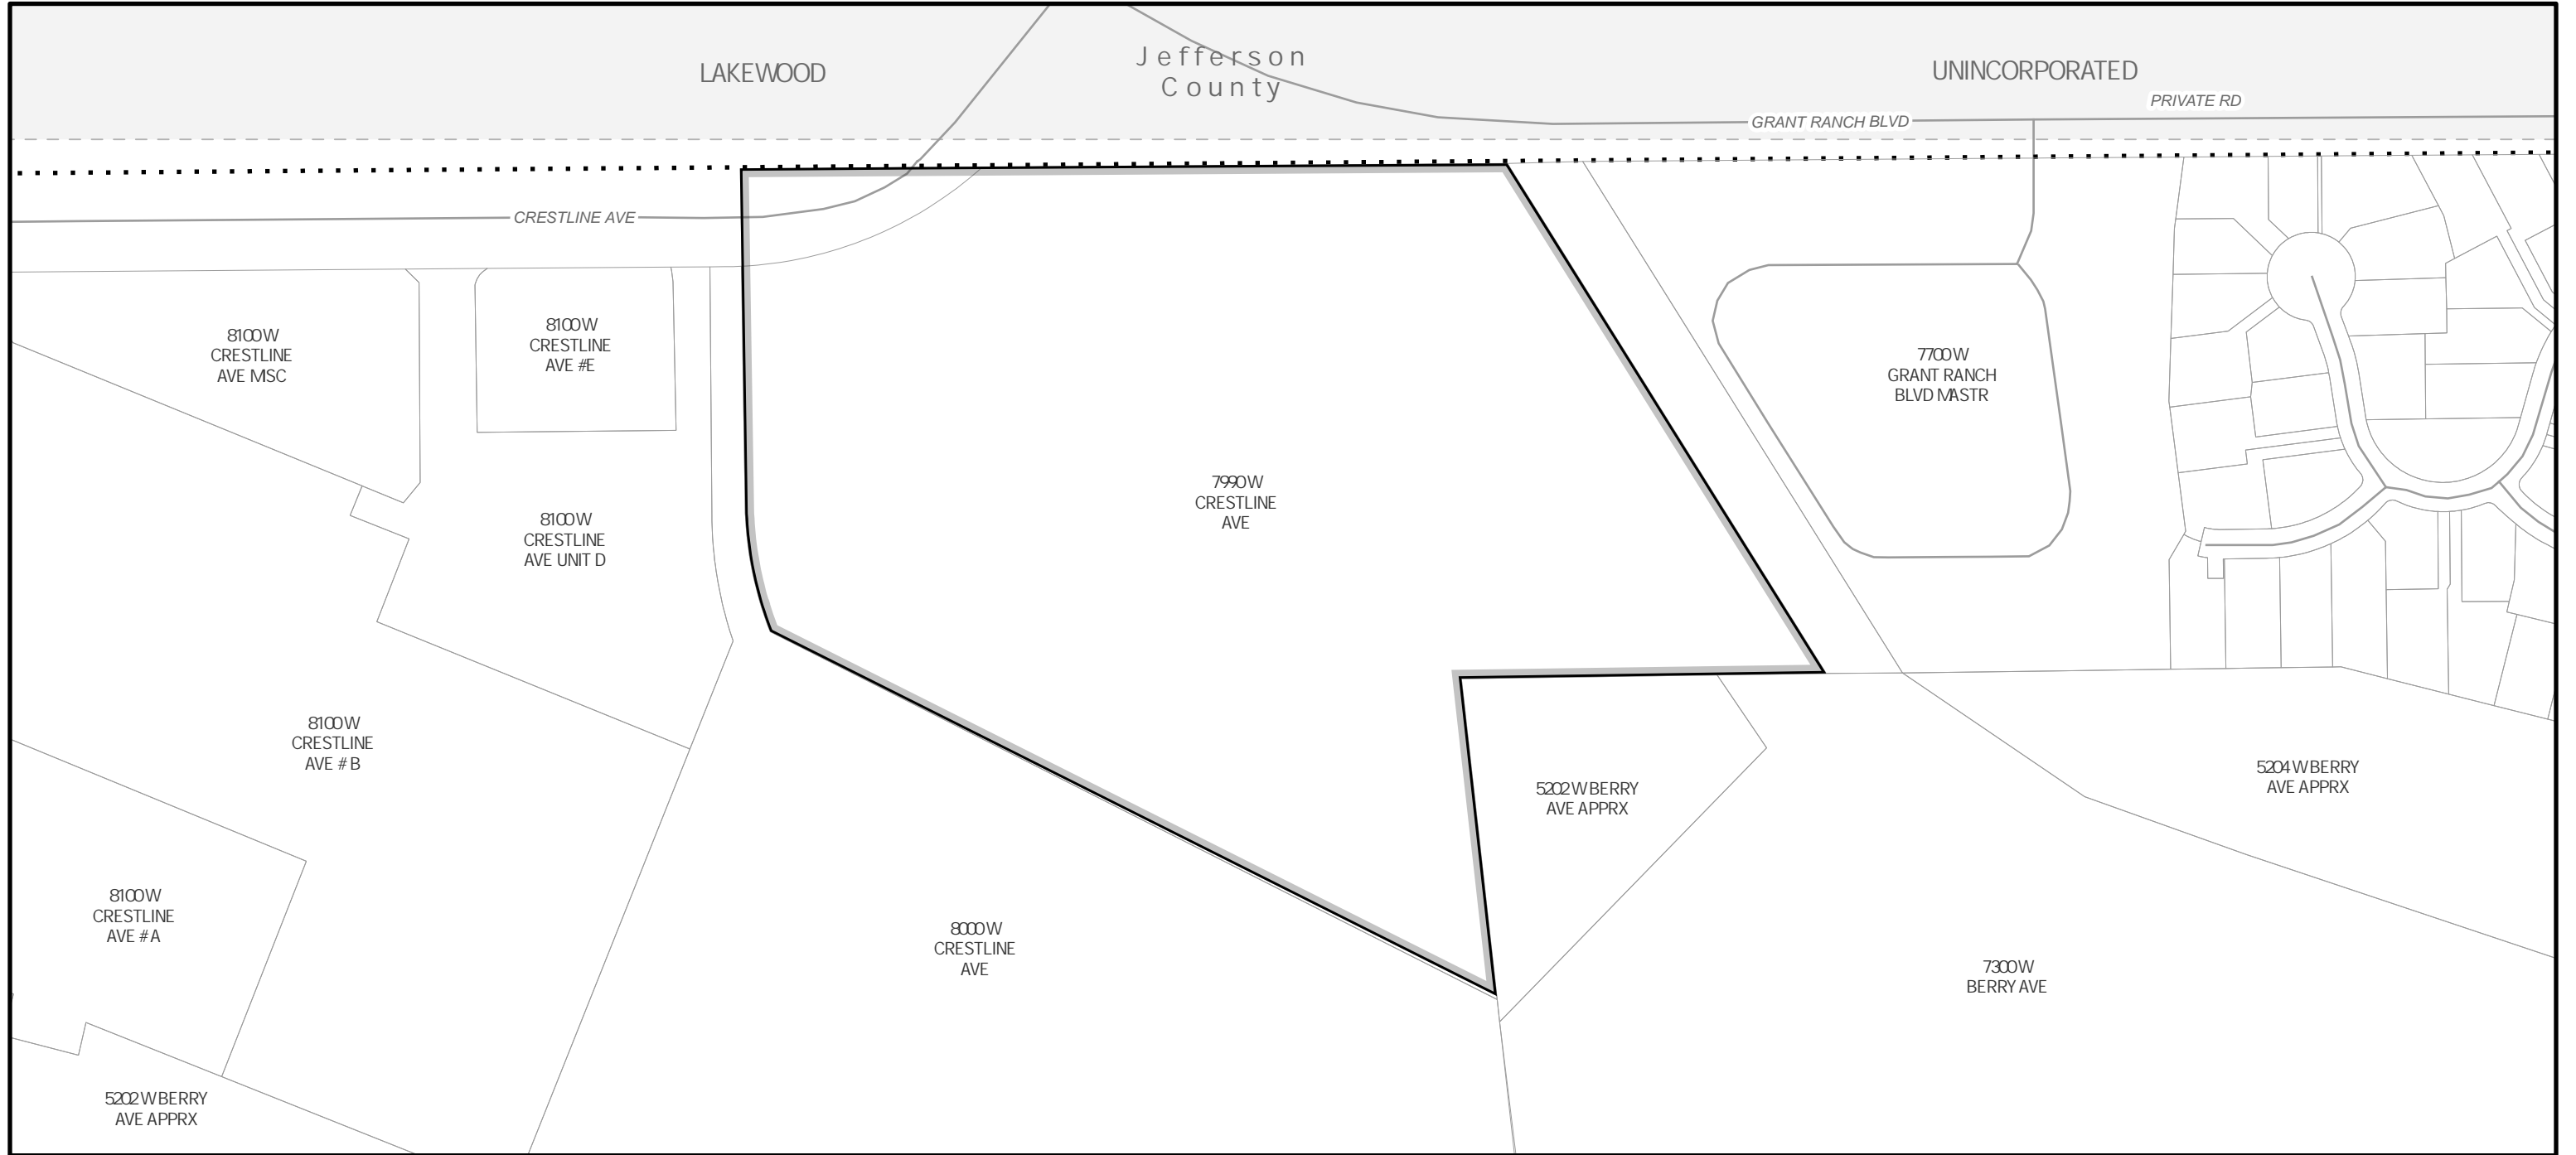 LAKEWOOD
Jefferson
County
UNINCORPORATED
PRIVATE RD
GRANT RANCH BLVD
CRESTLINE AVE
8100 W
CRESTLINE
AVE MISC
8100 W
CRESTLINE
AVE #E
7700 W
GRANT RANCH
BLVD MASTR
7990 W
CRESTLINE
AVE
8100 W
CRESTLINE
AVE UNIT D
8100 W
CRESTLINE
AVE # B
5202 W BERRY
AVE APPRX
5204 W BERRY
AVE APPRX
8100 W
CRESTLINE
AVE # A
8000 W
CRESTLINE
AVE
7300 W
BERRY AVE
5202 W BERRY
AVE APPRX